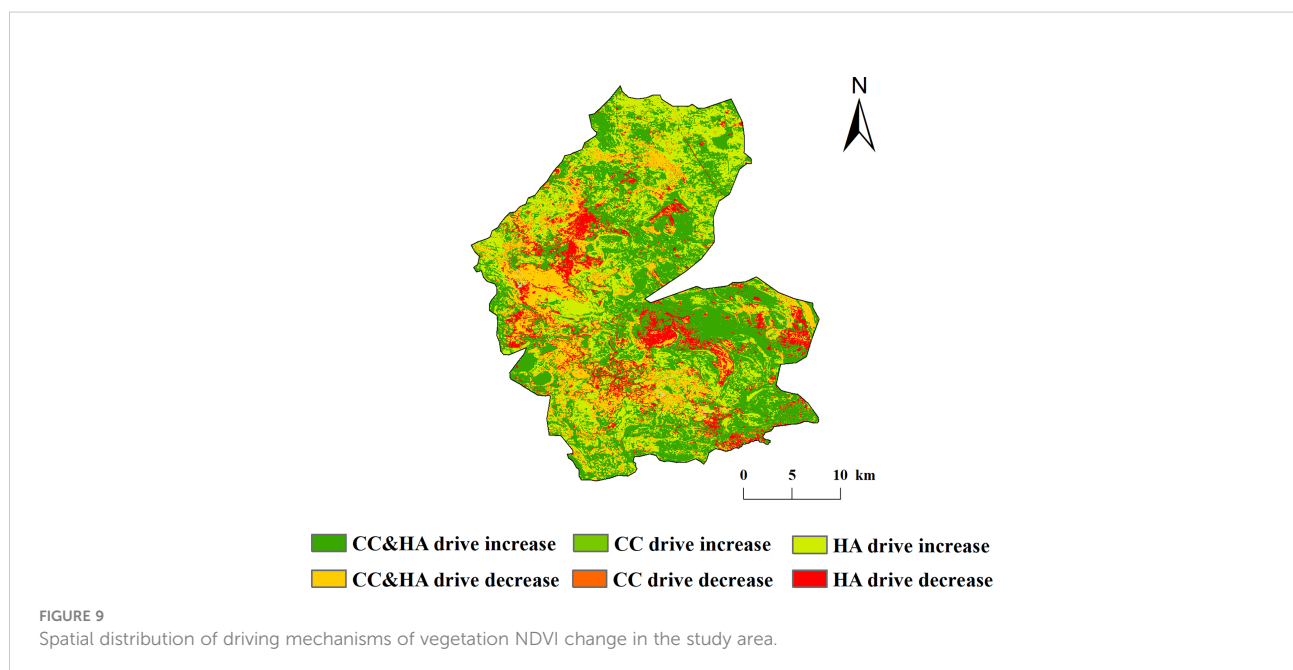 N
0 5 10 km
CC&HA drive increase CC drive increase HA drive increase
CC&HA drive decrease CC drive decrease HA drive decrease
FIGURE 9
Spatial distribution of driving mechanisms of vegetation NDVI change in the study area.